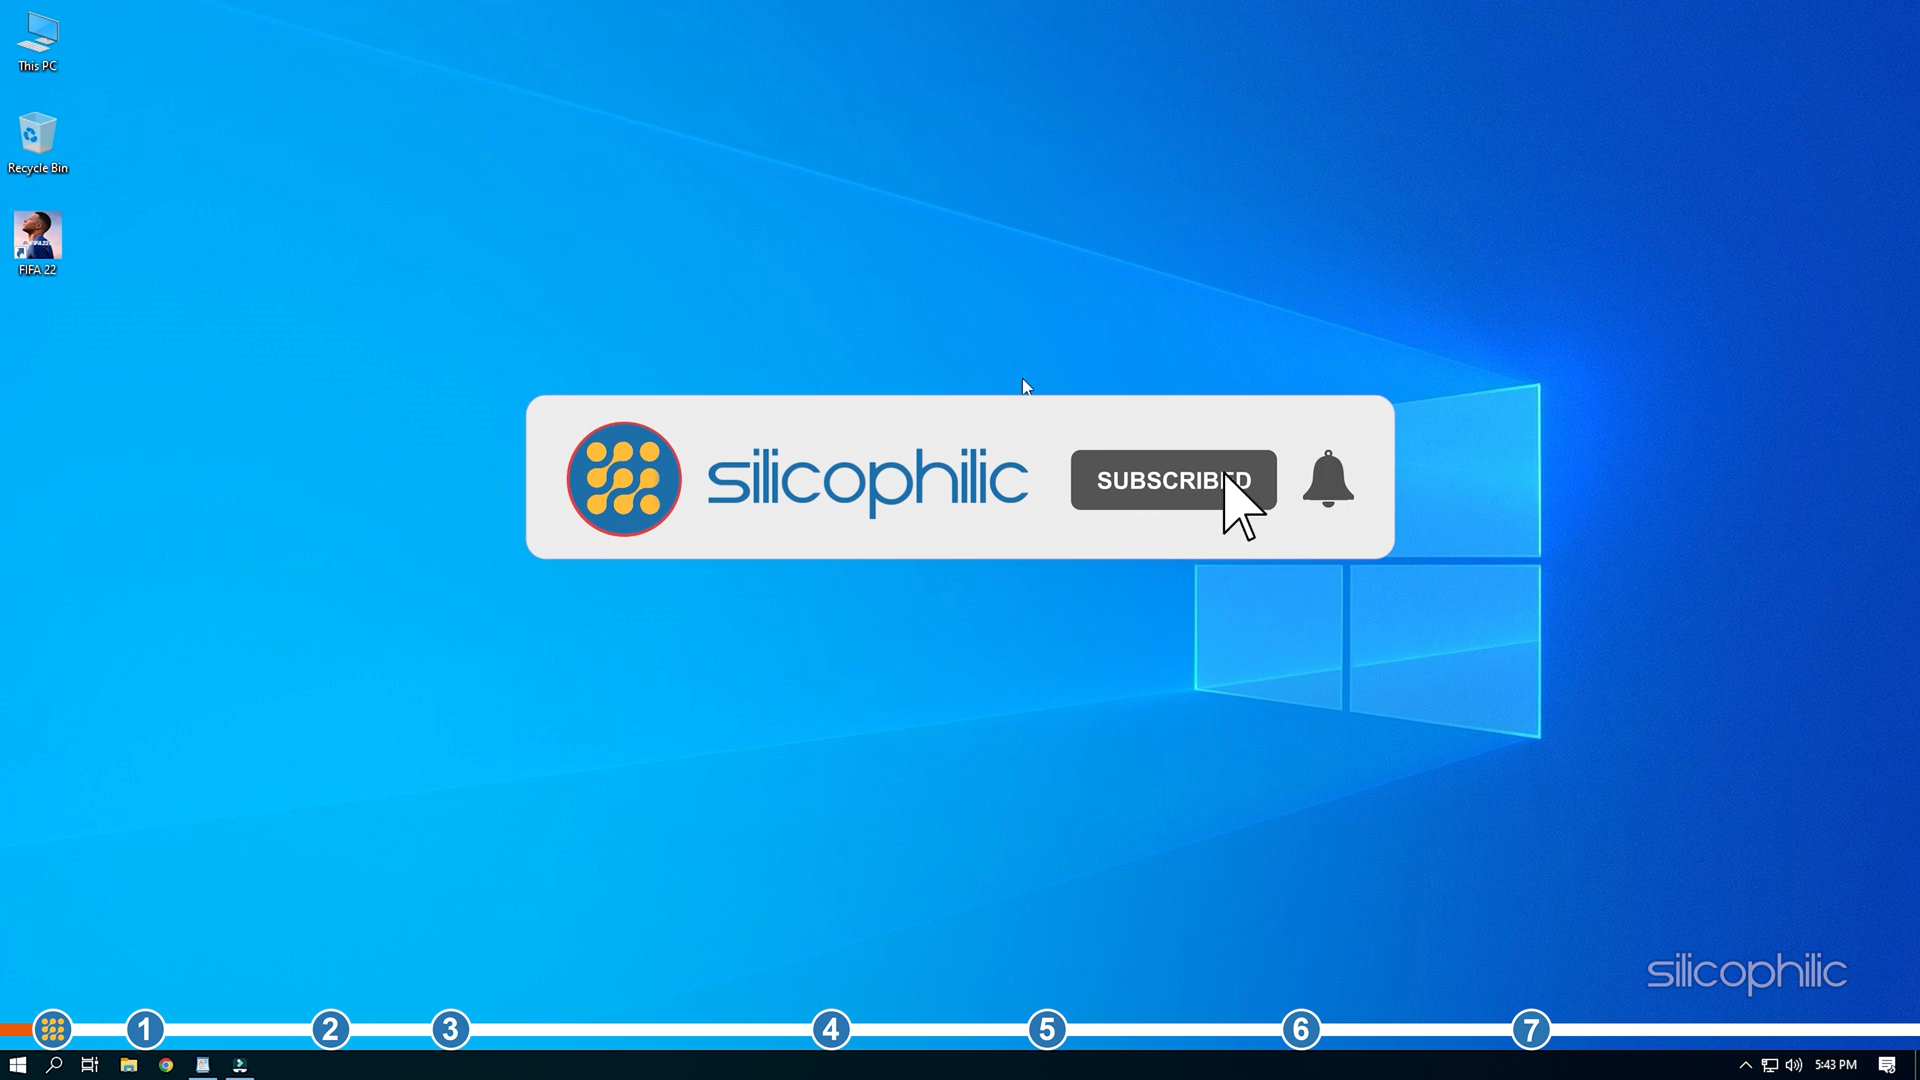 This PC
Recycle Bin
FIFA 22
silicophilic
SUBSCRIBED
silicophilic
1
2
3
4
5
6
7
5:43 PM